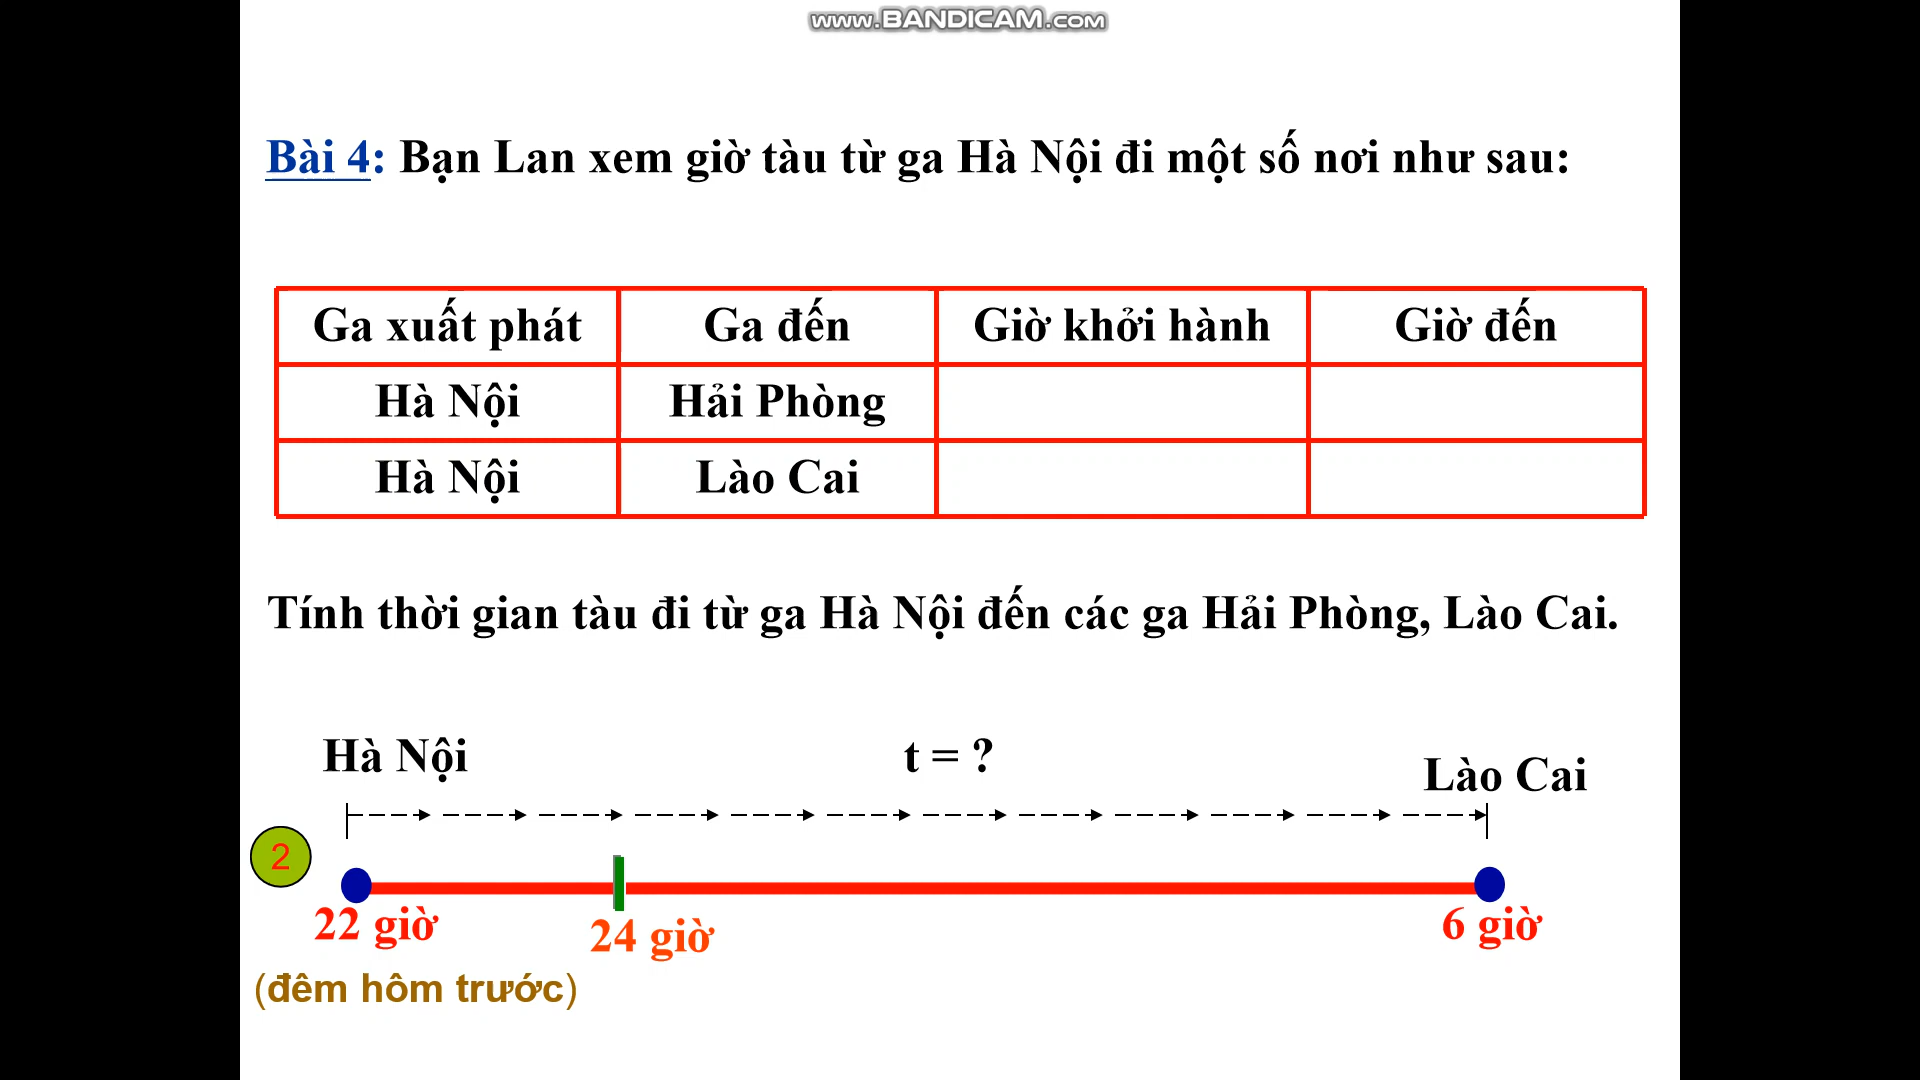 www.BANDICAM.com
Bài 4: Bạn Lan xem giờ tàu từ ga Hà Nội đi một số nơi như sau:
Ga xuất phát Ga đến Giờ khởi hành Giờ đến
Hà Nội Hải Phòng
Hà Nội Lào Cai
Tính thời gian tàu đi từ ga Hà Nội đến các ga Hải Phòng, Lào Cai.
Hà Nội t = ? Lào Cai
2
22 giờ 24 giờ 6 giờ
(đêm hôm trước)